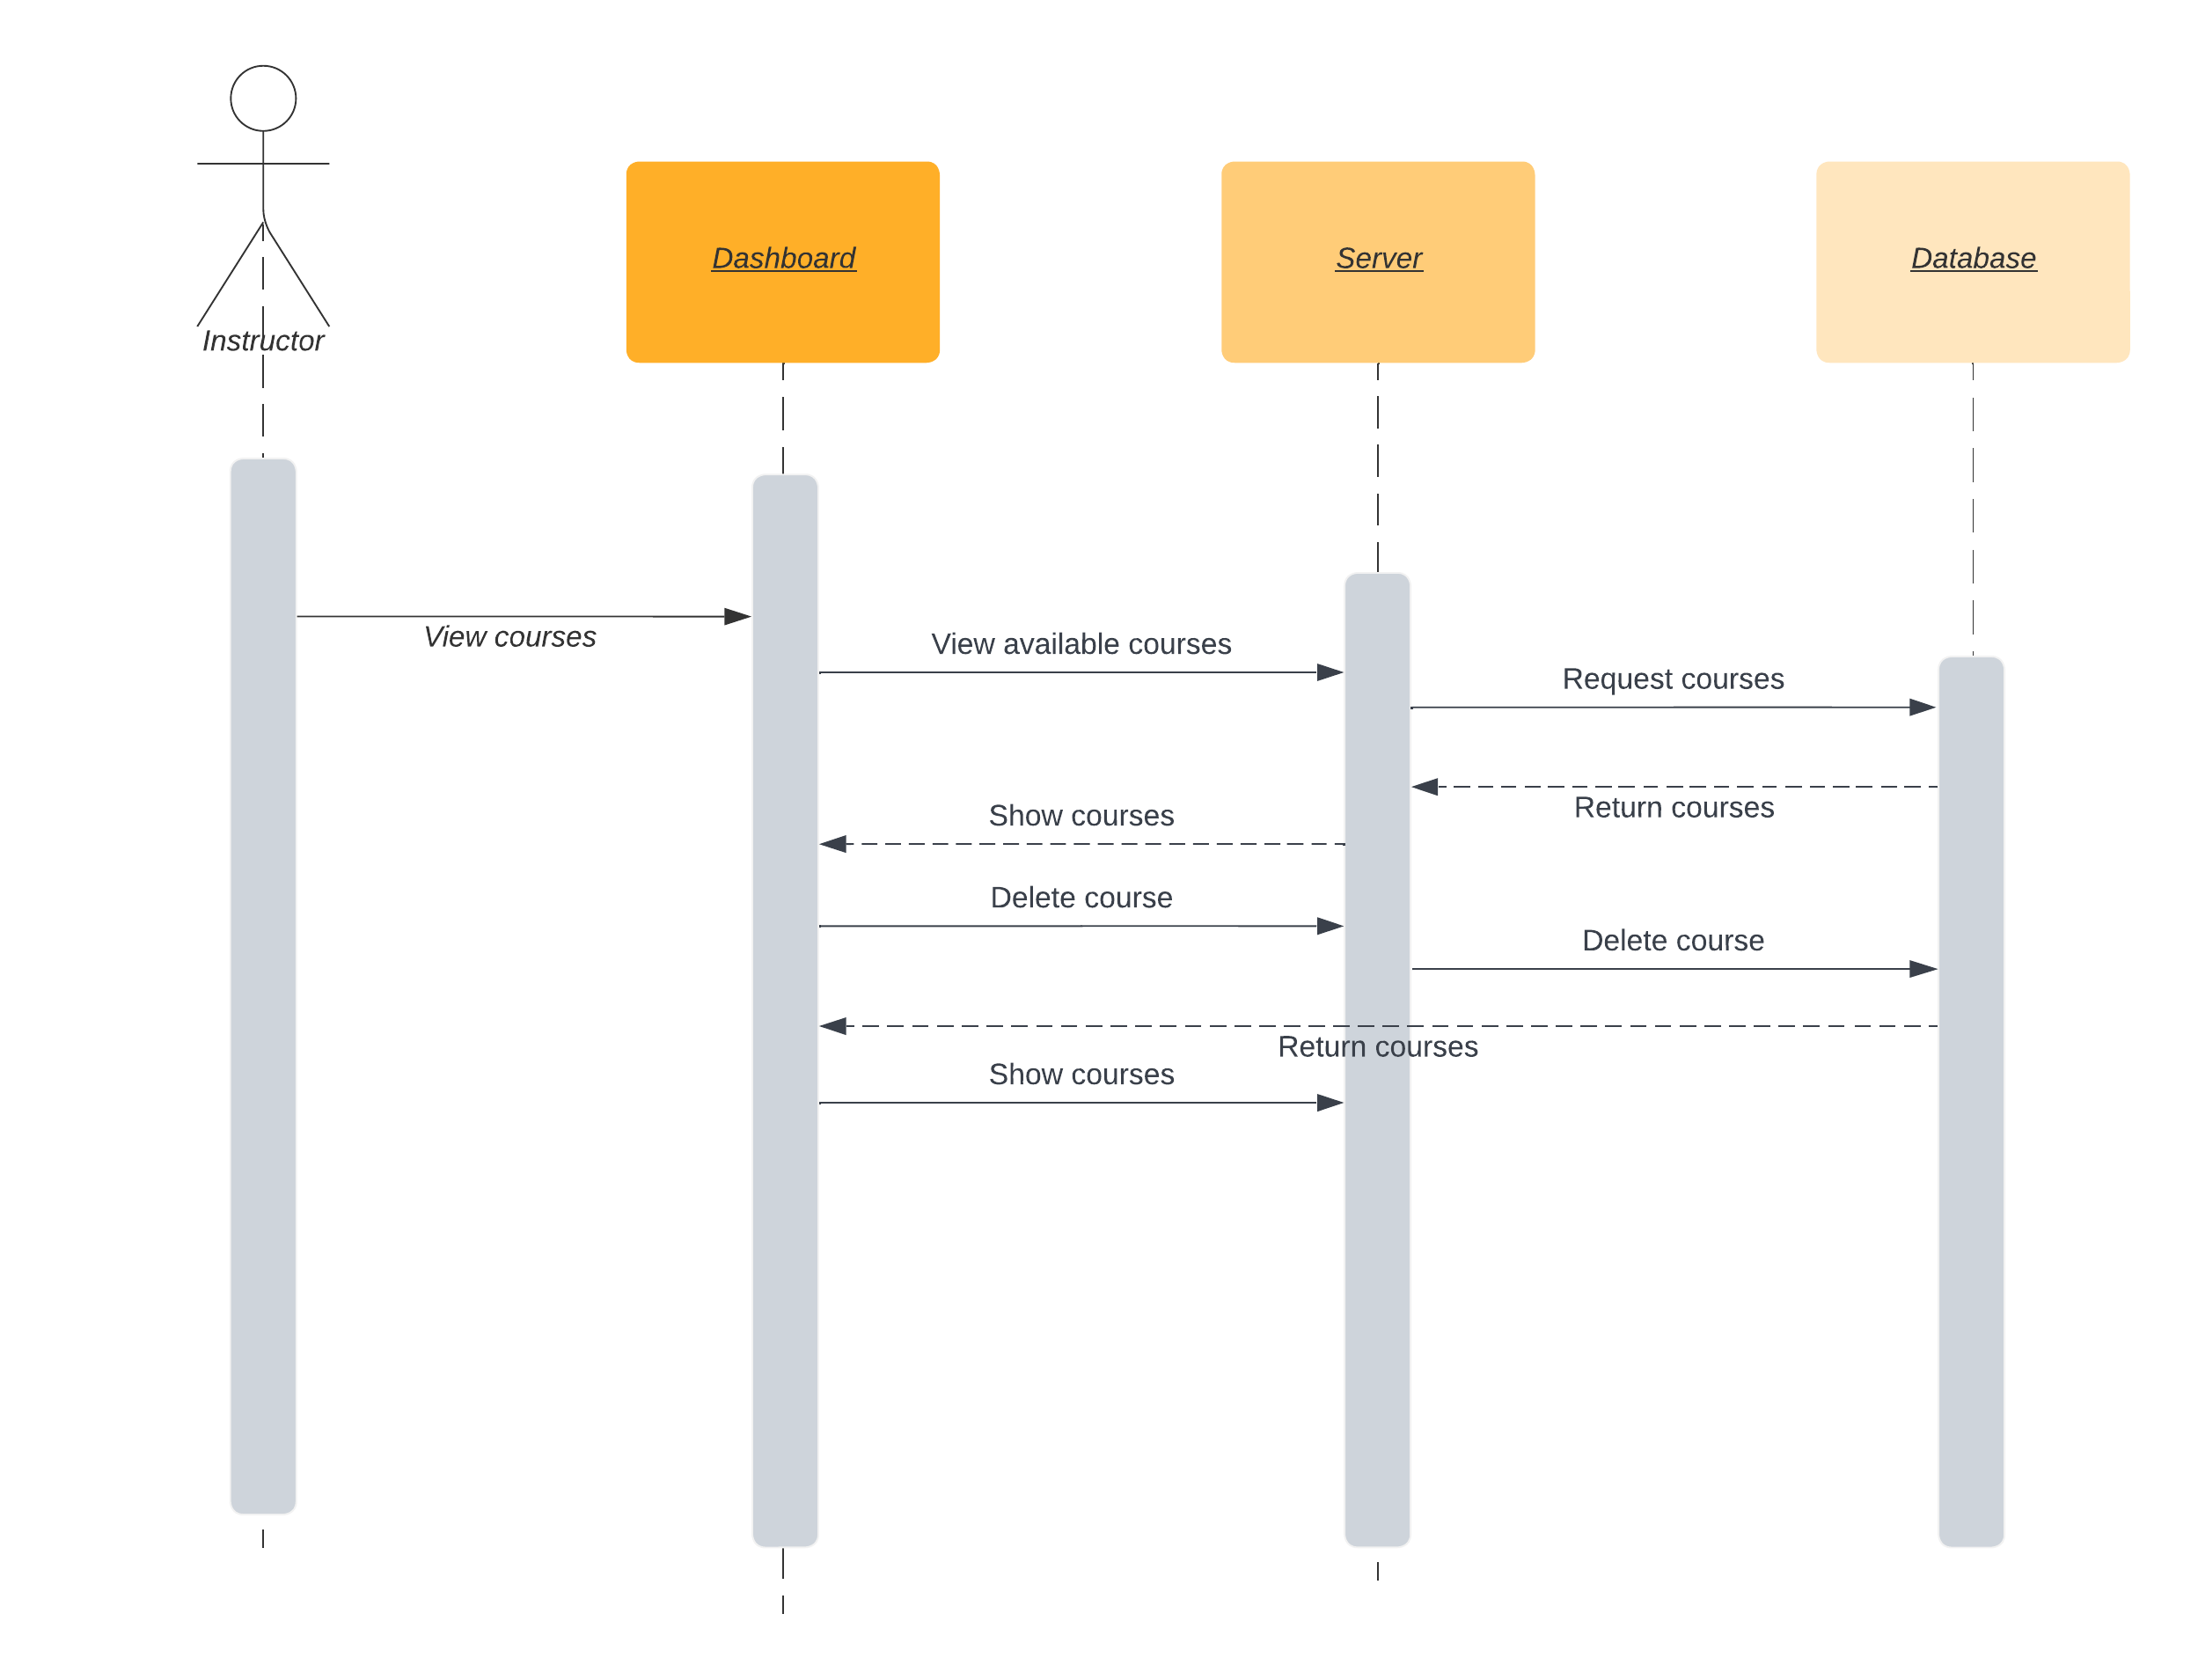 Dashboard
Server
Database
Instructor
View courses
View available courses
Request courses
Return courses
Show courses
Delete course
Delete course
Return courses
Show courses